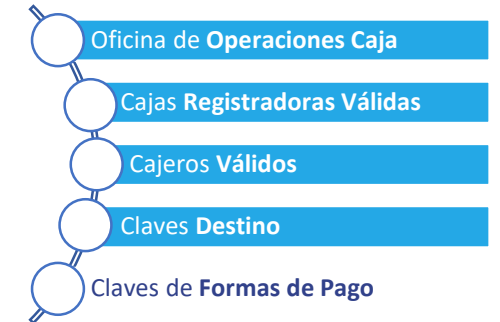 Oficina de Operaciones Caja
Cajas Registradoras Válidas
Cajeros Válidos
Claves Destino
Claves de Formas de Pago